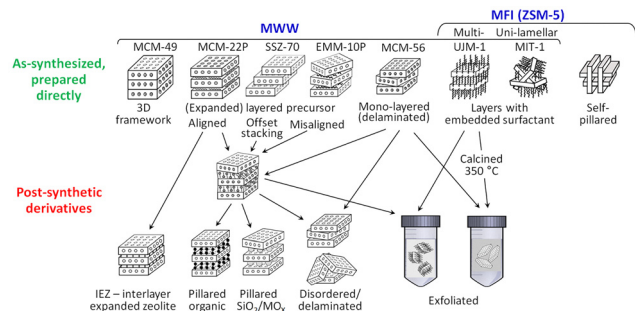 MWW
MFI (ZSM-5)
Multi-
Uni-lamellar
MCM-49
MCM-22P
SSZ-70
EMM-10P
MCM-56
UJM-1
MIT-1
As-synthesized,
prepared
directly
3D
framework
(Expanded) layered precursor
Aligned
Offset
stacking
Misaligned
Mono-layered
(delaminated)
Layers with
embedded surfactant
Self-
pillared
Calcined
350 °C
Post-synthetic
derivatives
IEZ – interlayer
expanded zeolite
Pillared
organic
Pillared
SiO2/MOx
Disordered/
delaminated
Exfoliated